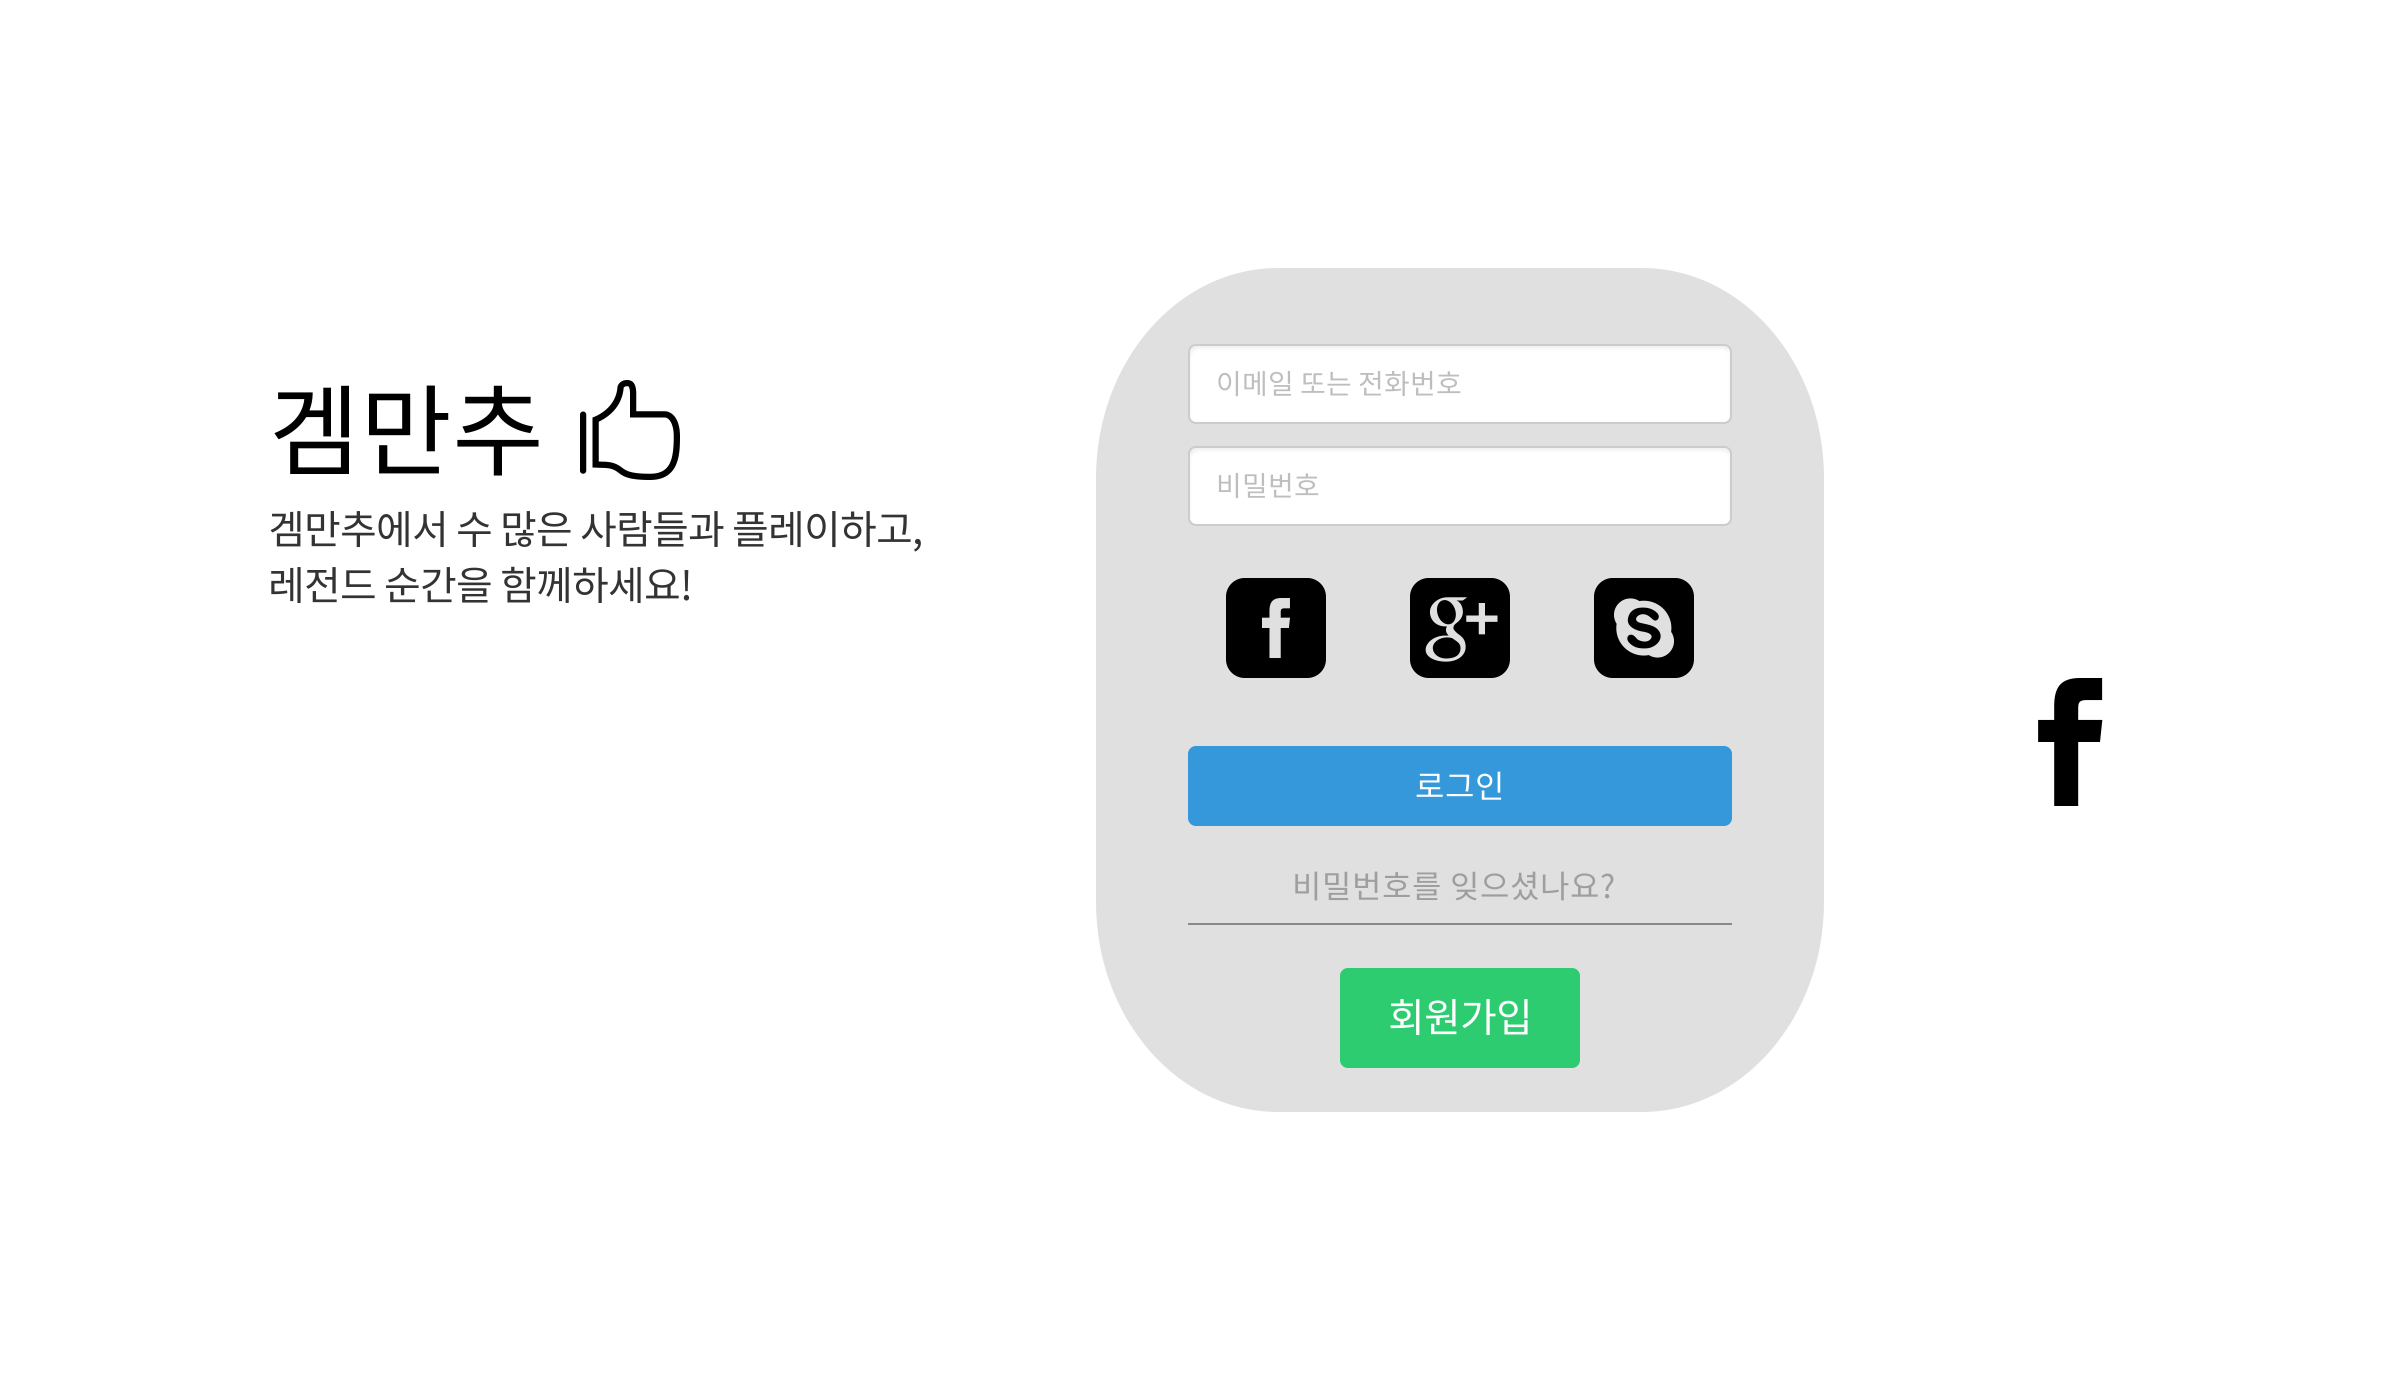 겜만추
겜만추에서 수 많은 사람들과 플레이하고,
레전드 순간을 함께하세요!
이메일 또는 전화번호
비밀번호
f
g+
S
f
로그인
비밀번호를 잊으셨나요?
회원가입